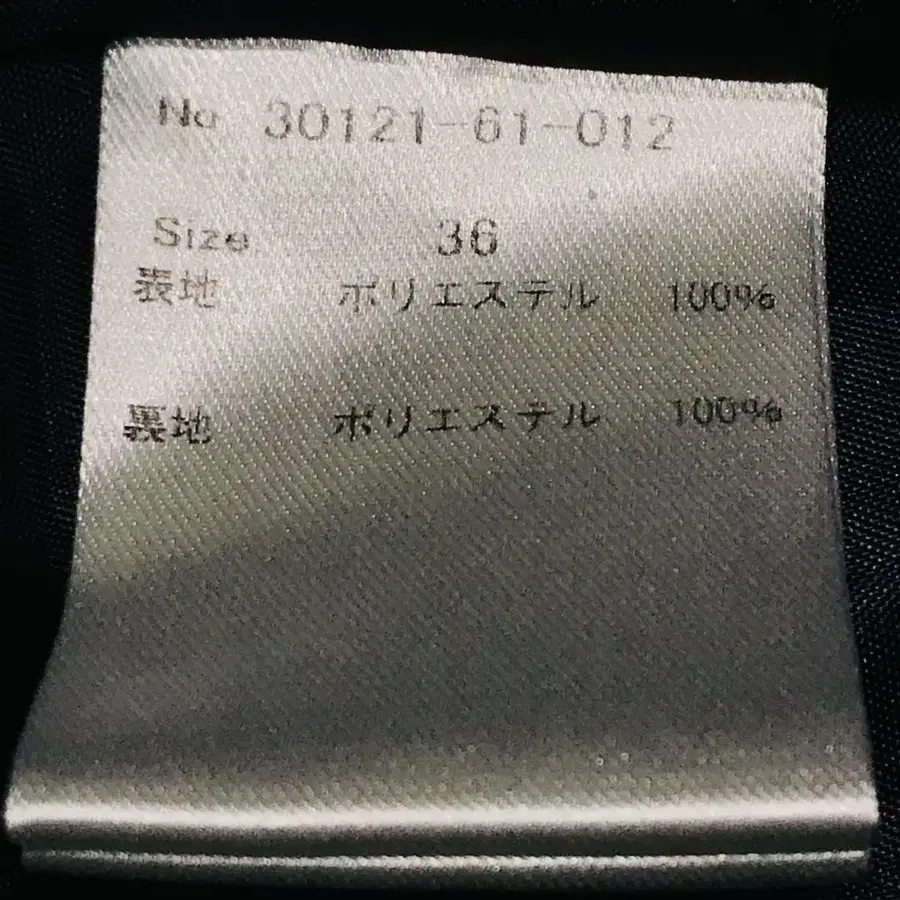 No 30121-61-012
Size 36
表地 ポリエステル 100%
裏地 ポリエステル 100%